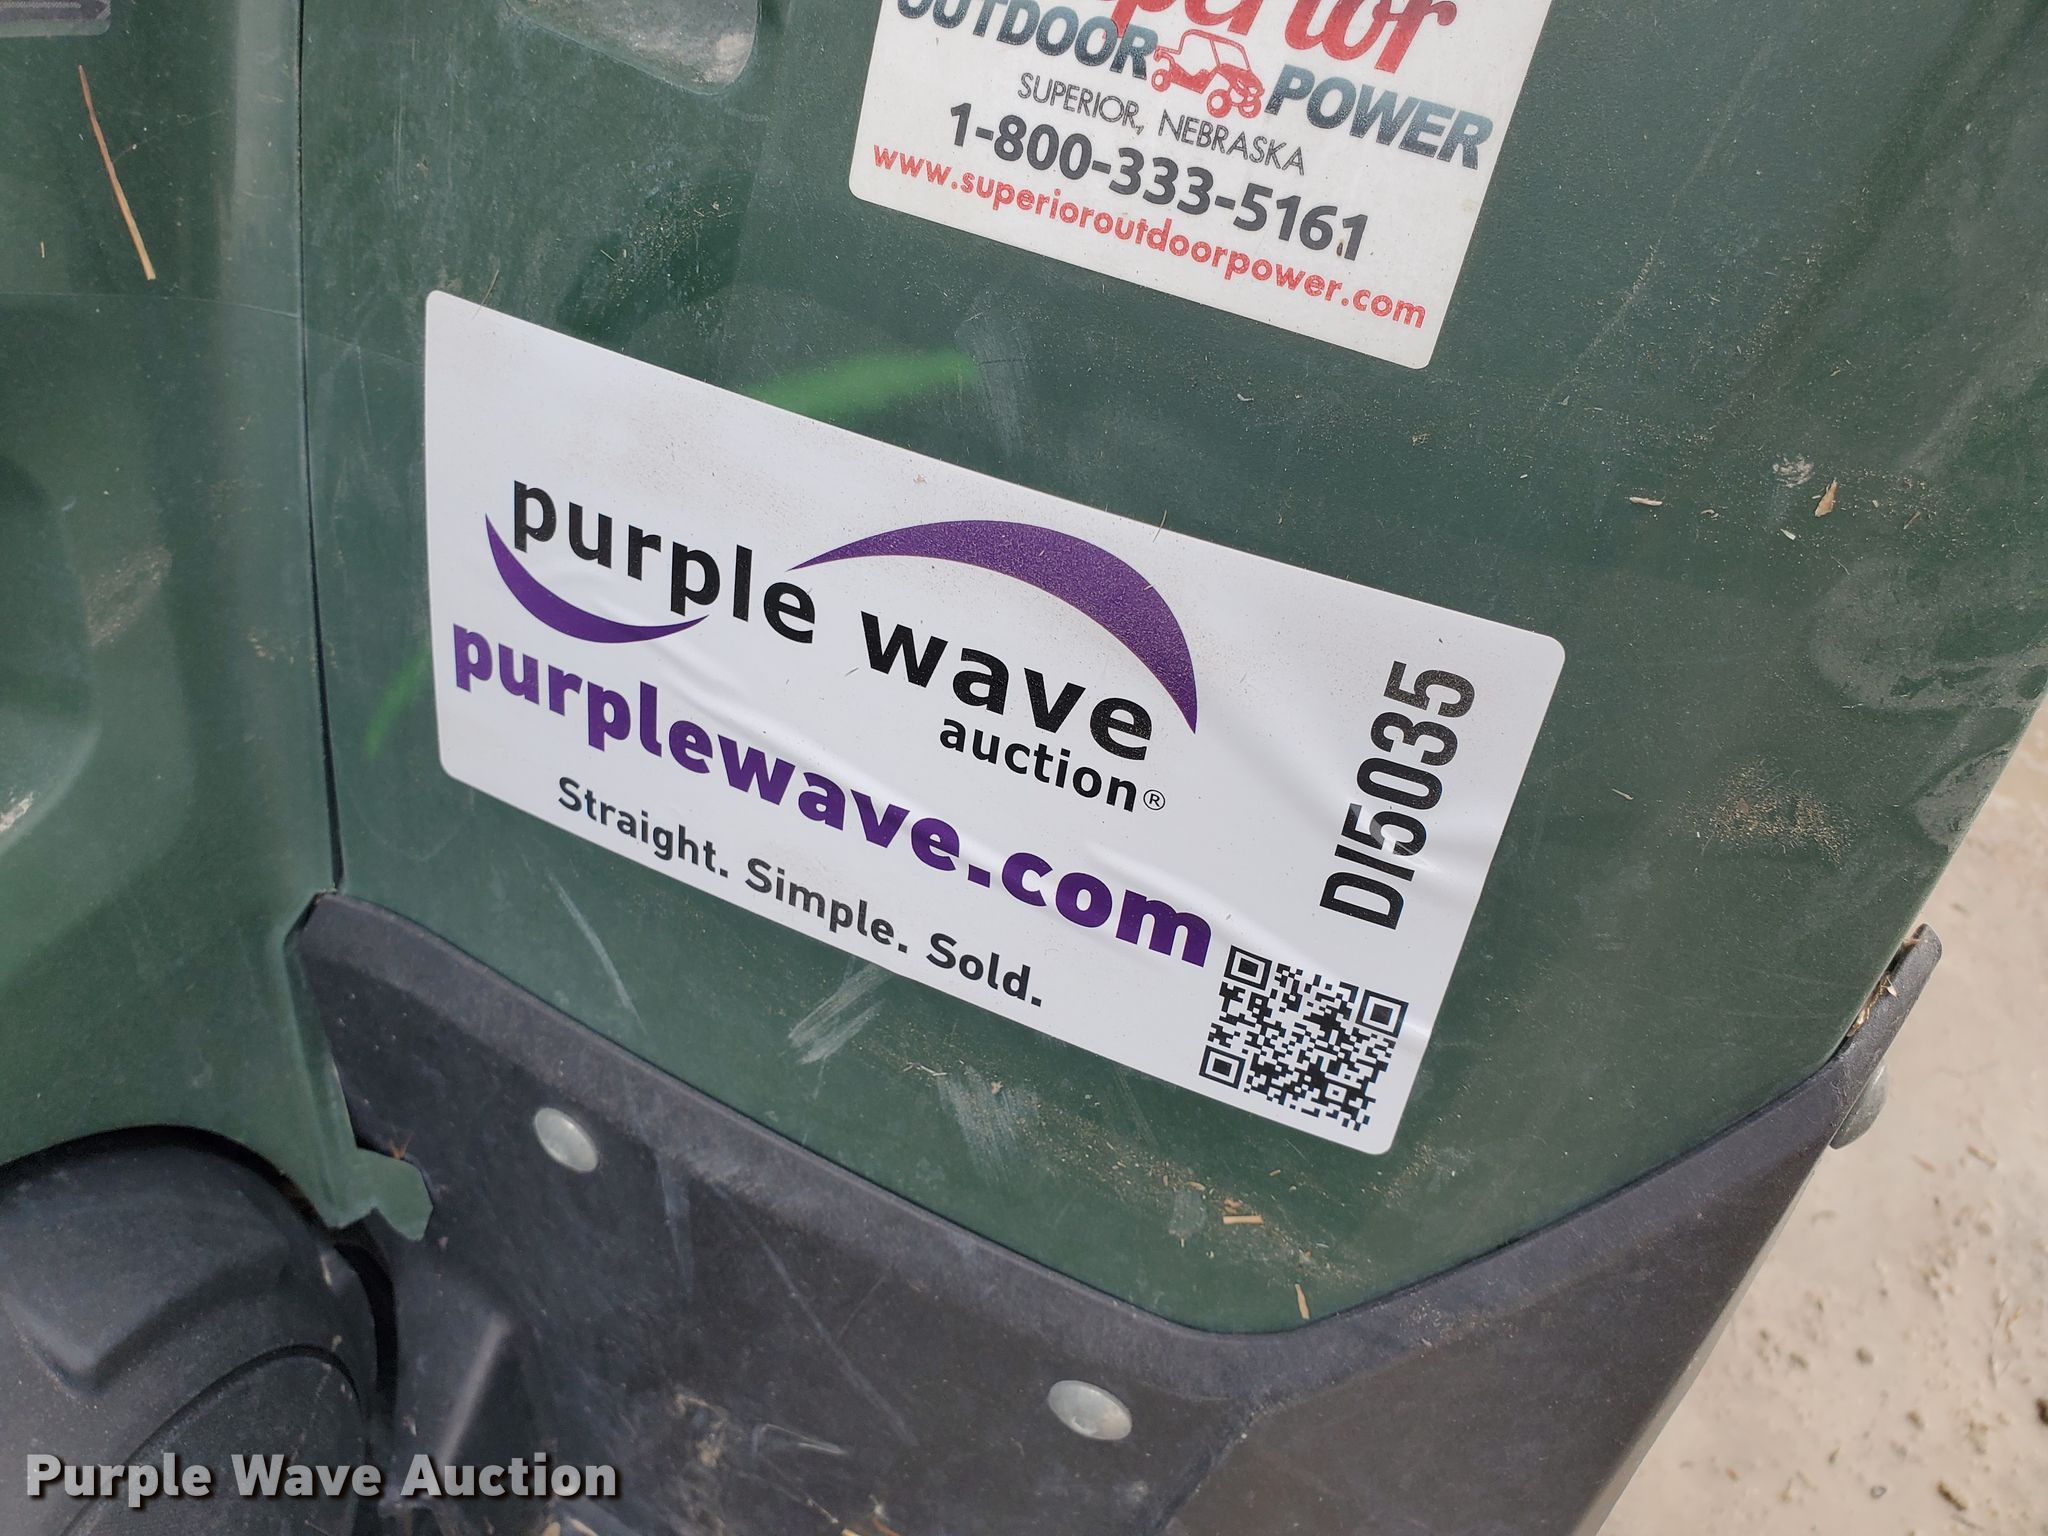 Superior
OUTDOOR POWER
SUPERIOR, NEBRASKA
1-800-333-5161
www.superioroutdoorpower.com
purple wave
auction®
purplewave.com
Straight. Simple. Sold.
DI5035
Purple Wave Auction